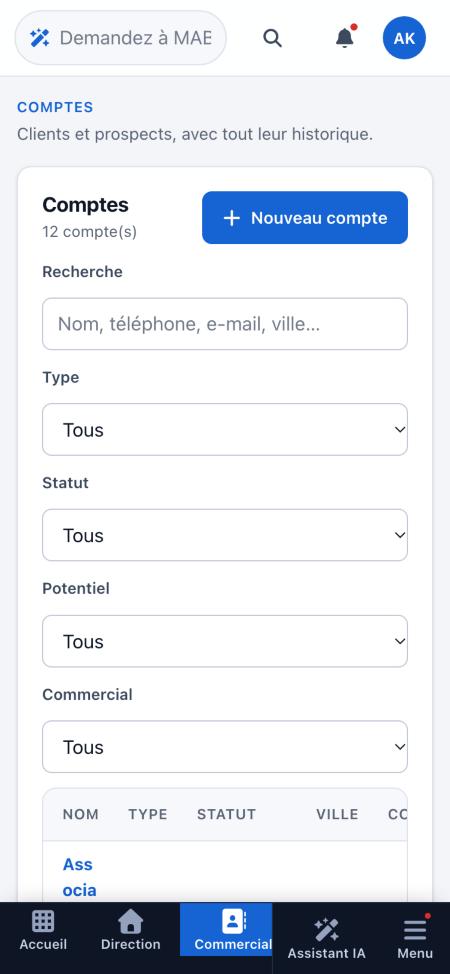 Demandez à MAE
AK
COMPTES
Clients et prospects, avec tout leur historique.
Comptes
12 compte(s)
Nouveau compte
Recherche
Nom, téléphone, e-mail, ville...
Type
Tous
Statut
Tous
Potentiel
Tous
Commercial
Tous
NOM TYPE STATUT VILLE CO
Ass
ocia
Accueil Direction Commercial Assistant IA Menu